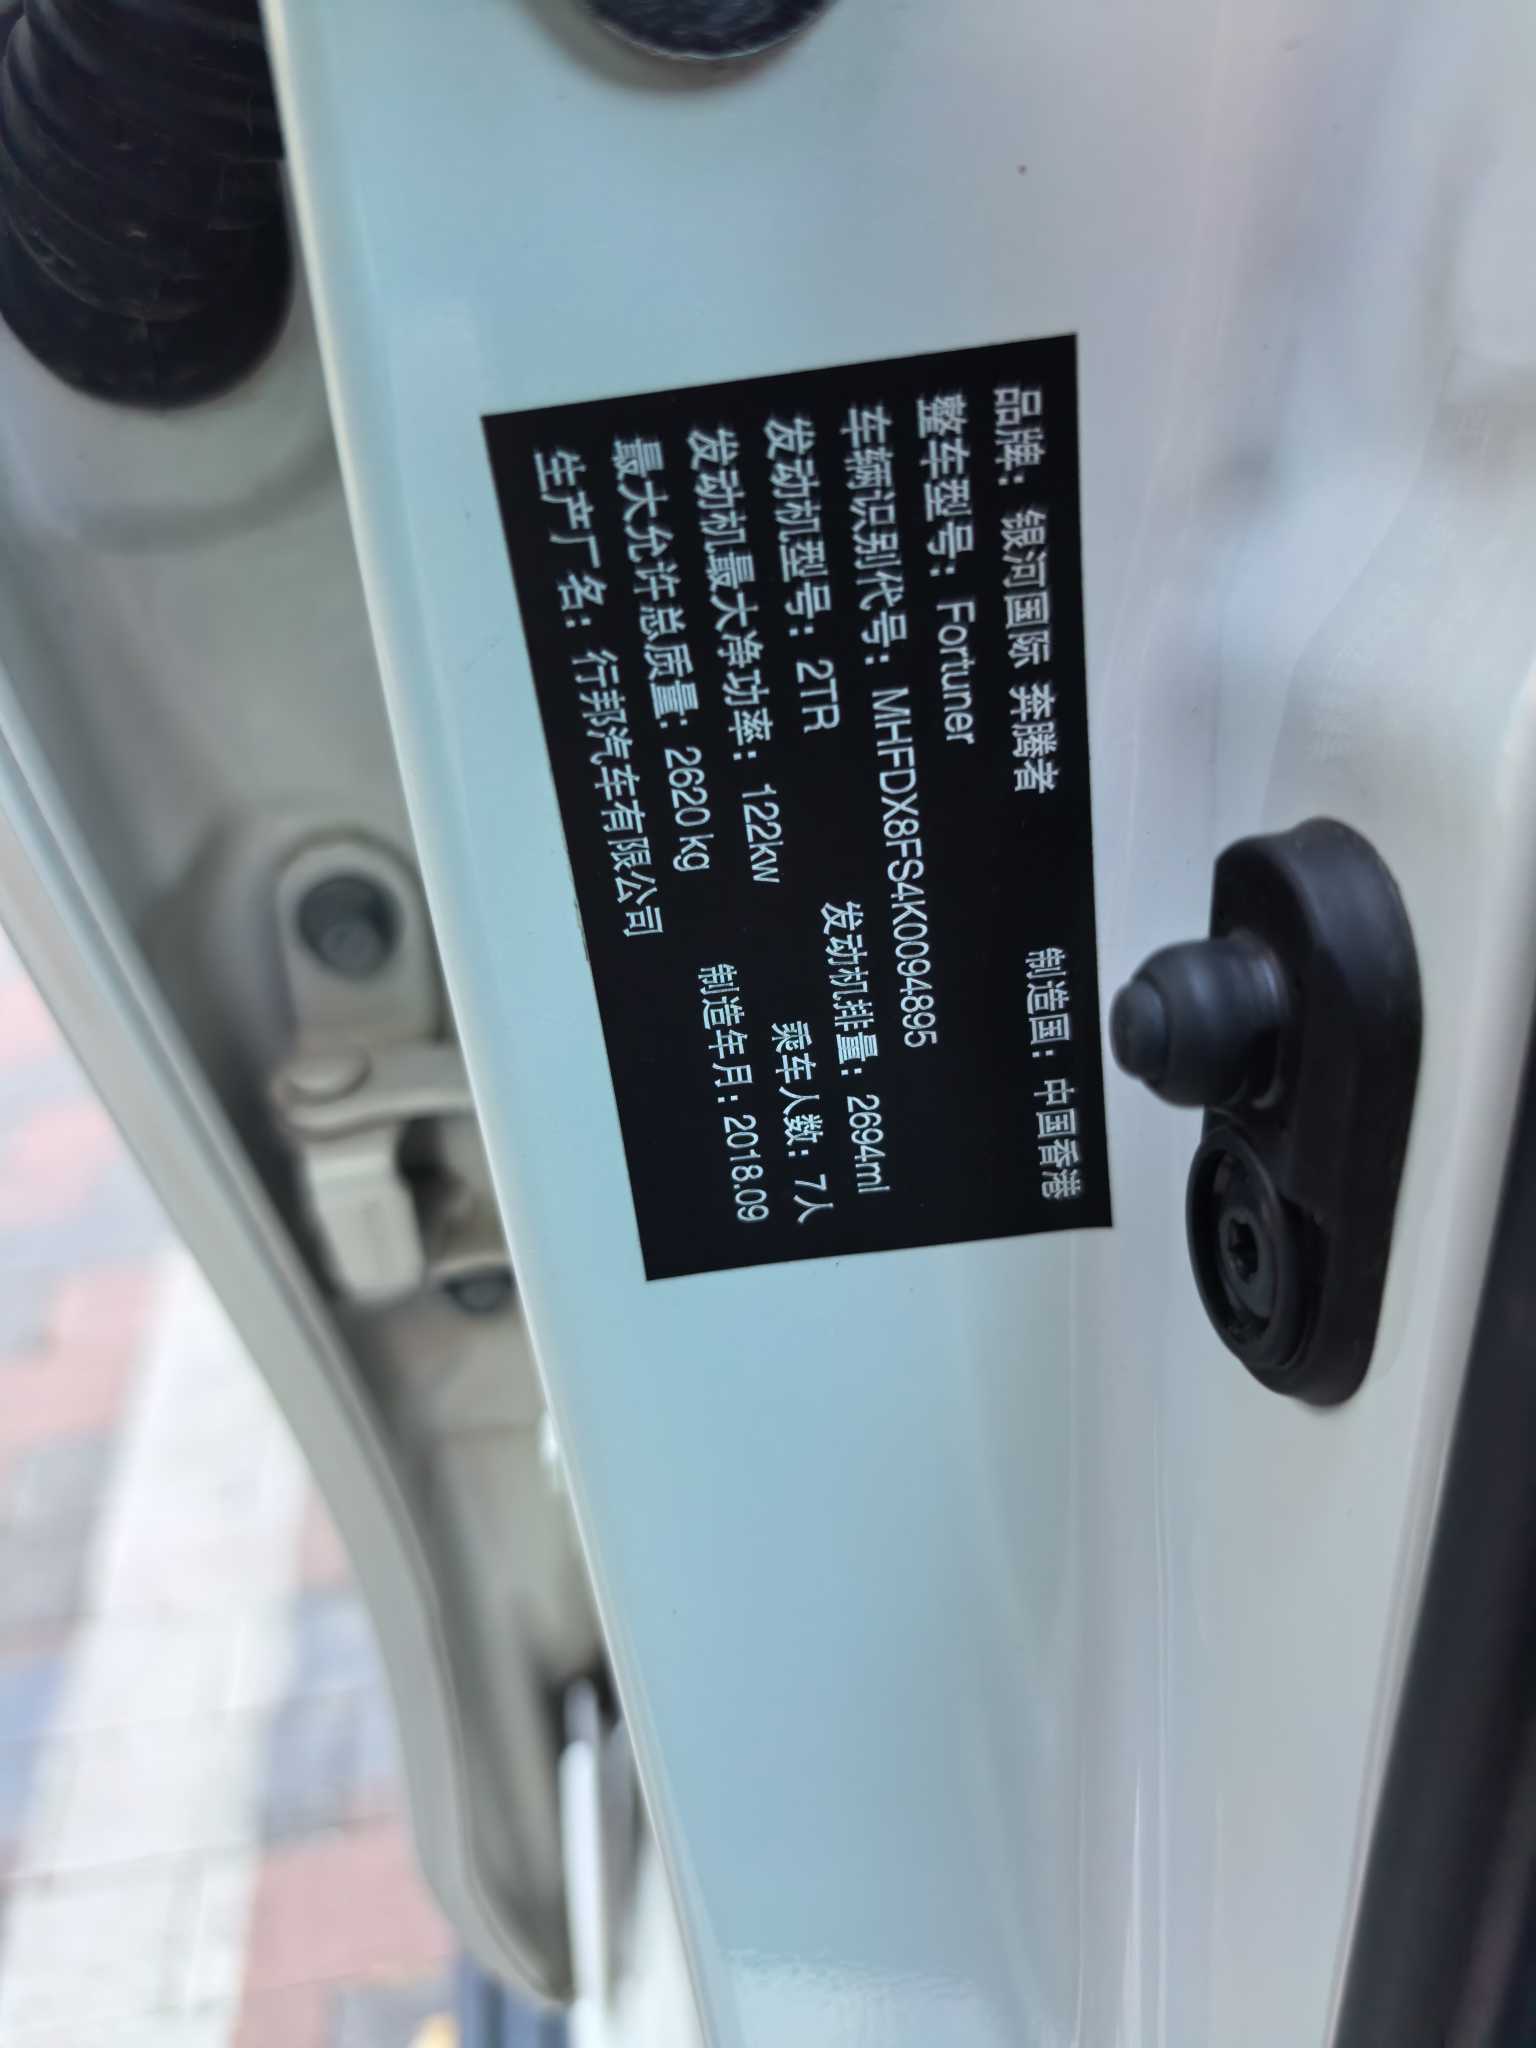 品牌：银河国际 奔腾者 制造国：中国香港
整车型号：Fortuner
车辆识别代号：MHFDX8FS4K0094895
发动机型号：2TR 发动机排量：2694ml
发动机最大净功率：122kw 乘车人数：7人
最大允许总质量：2620kg 制造年月：2018.09
生产厂名：行邦汽车有限公司